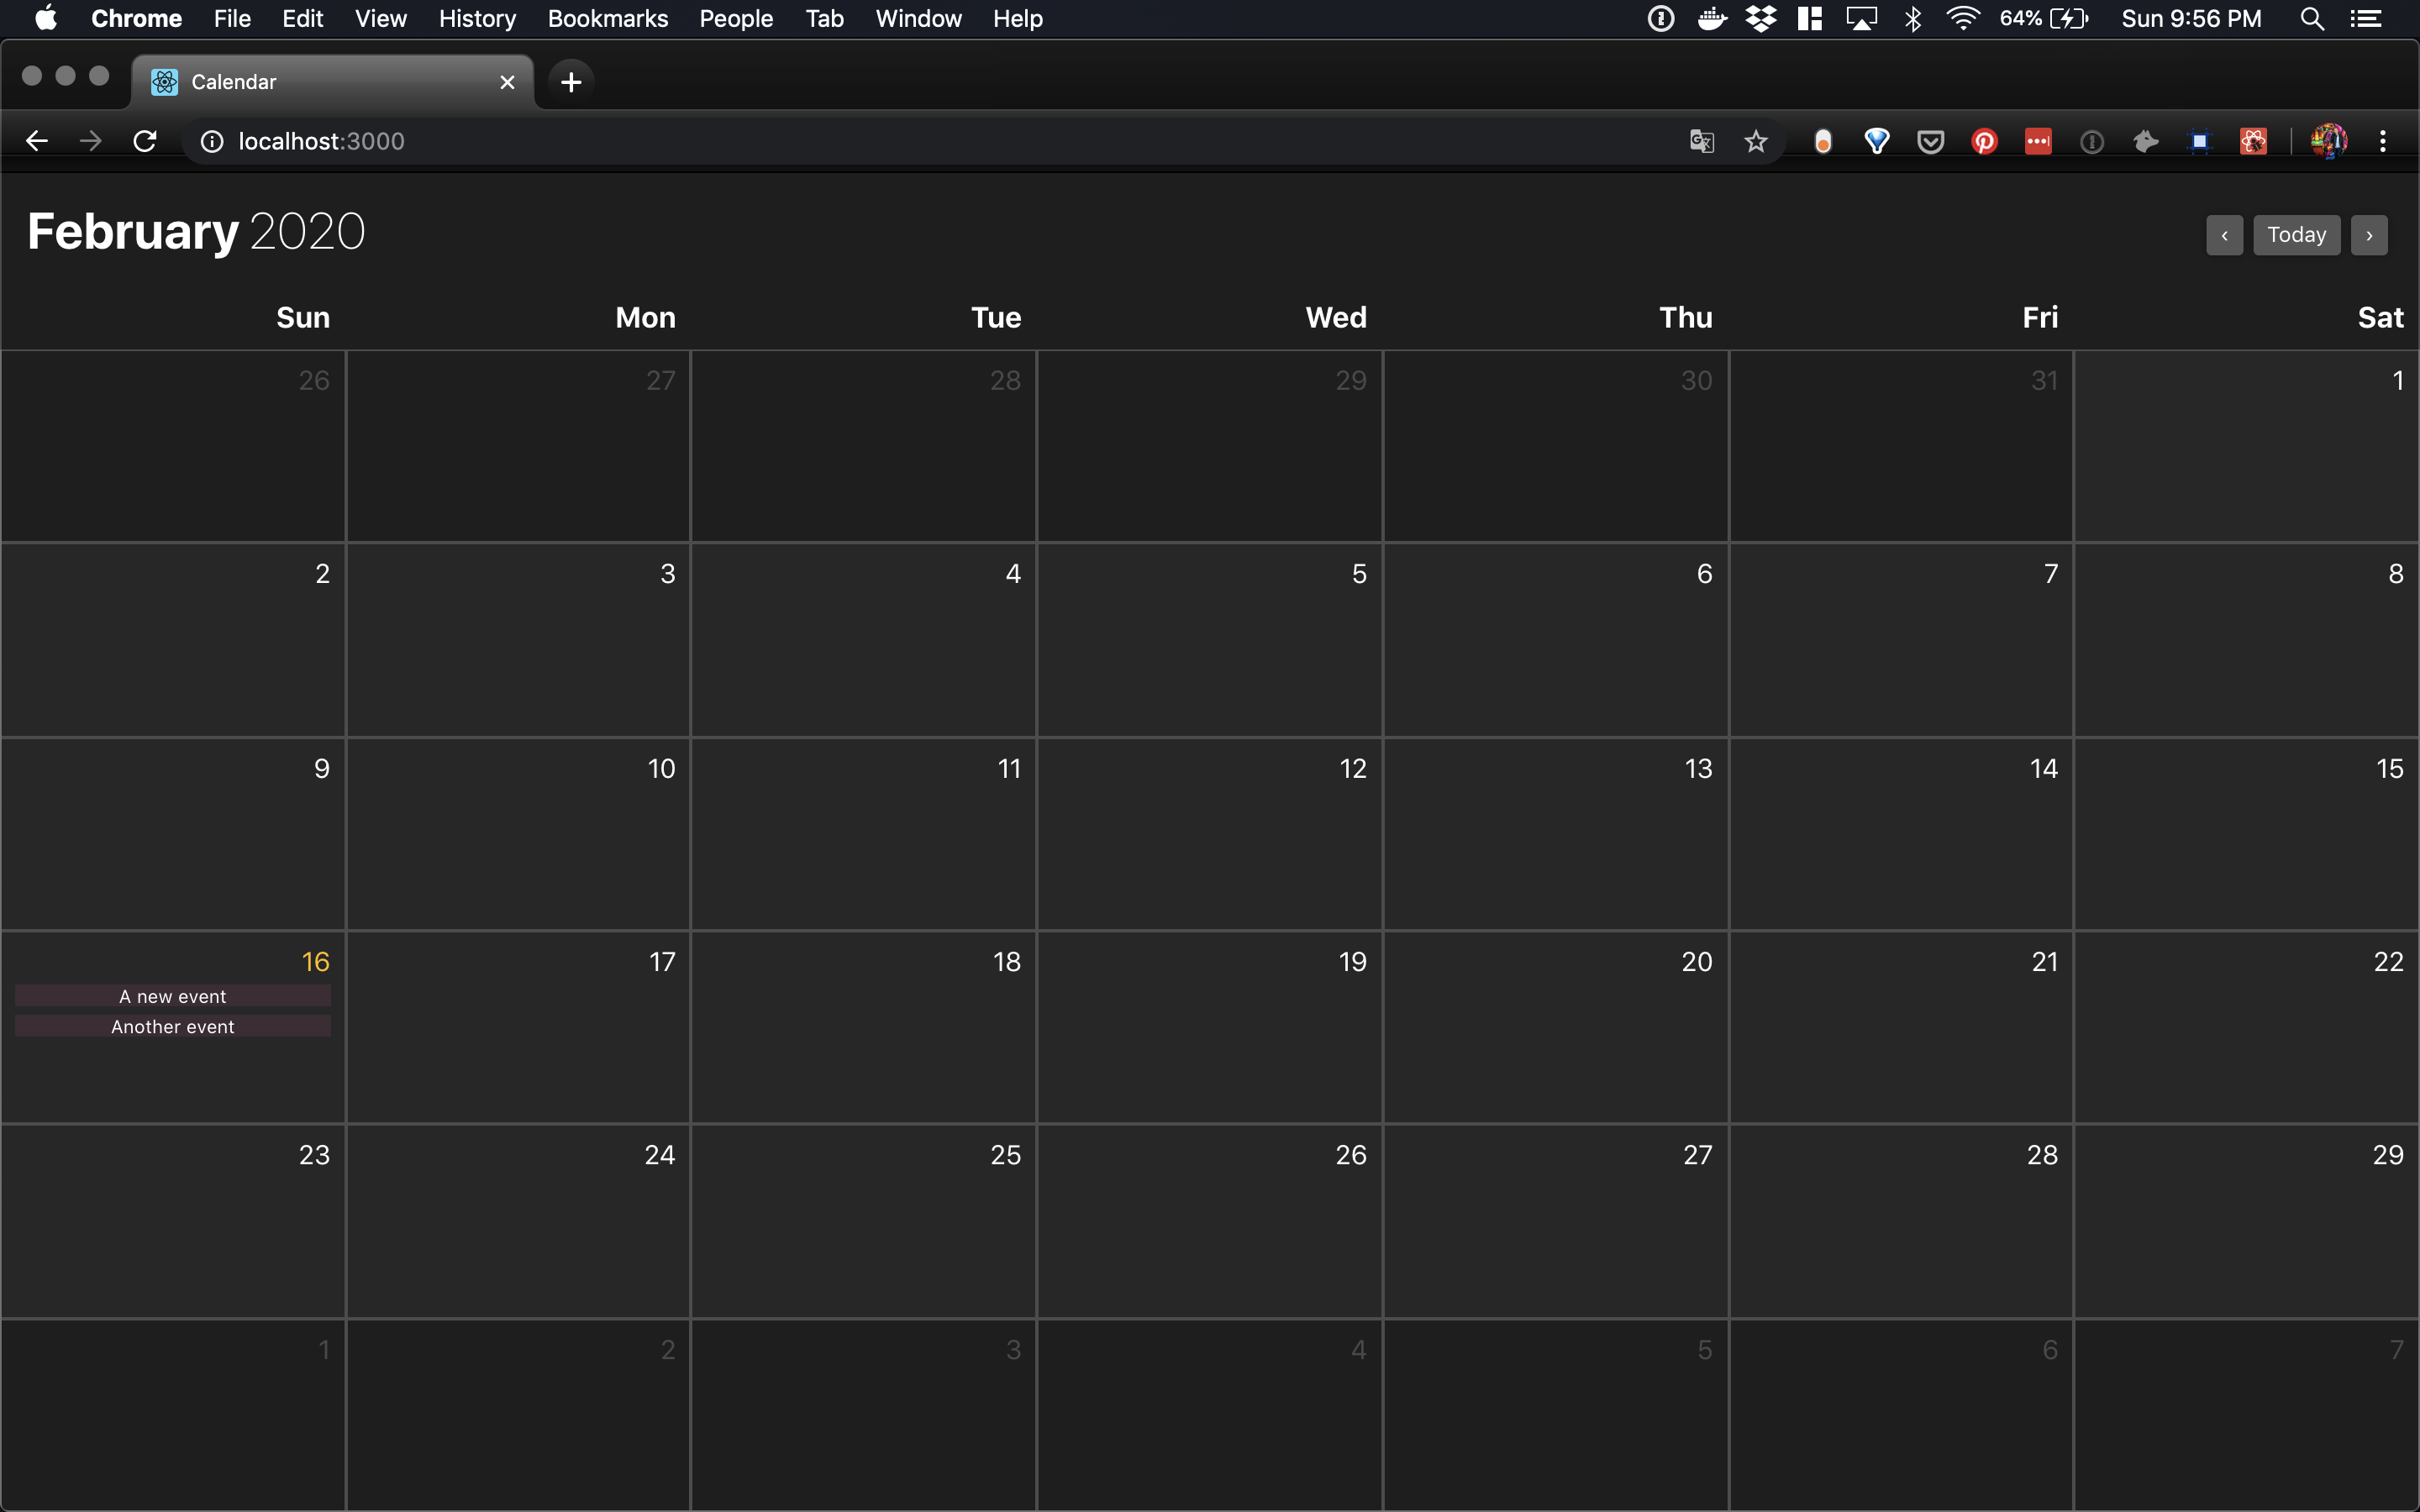 Chrome File Edit View History Bookmarks People Tab Window Help 64% Sun 9:56 PM
Calendar
localhost:3000
February 2020 ‹ Today ›
Sun Mon Tue Wed Thu Fri Sat
26 27 28 29 30 31 1
2 3 4 5 6 7 8
9 10 11 12 13 14 15
16 17 18 19 20 21 22
A new event
Another event
23 24 25 26 27 28 29
1 2 3 4 5 6 7